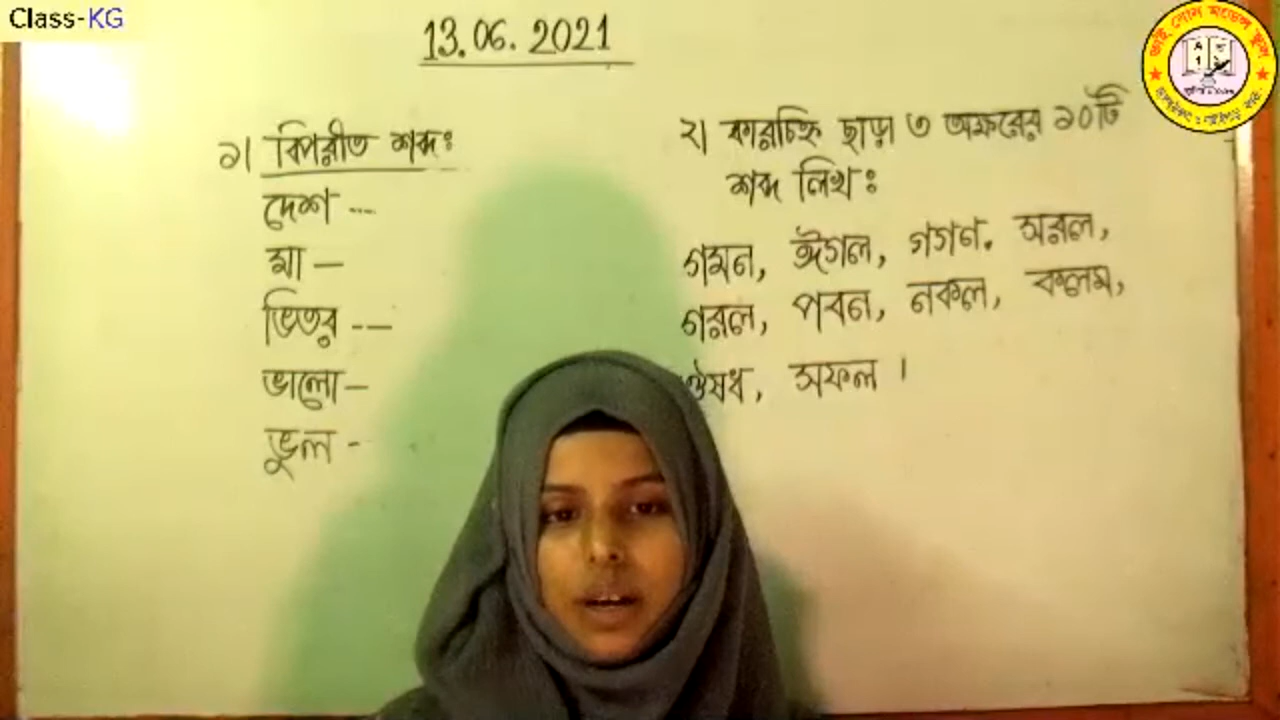 Class-KG
13.06.2021
১। বিপরীত শব্দঃ
দেশ ---
মা —
ভিতর ---
ভালো—
ভুল -
২। কারচিহ্ন ছাড়া ৩ অক্ষরের ১০টি
শব্দ লিখঃ
গমন, ঈগল, গগণ. সরল,
গরল, পবন, নকল, কলম,
ঔষধ, সফল ।